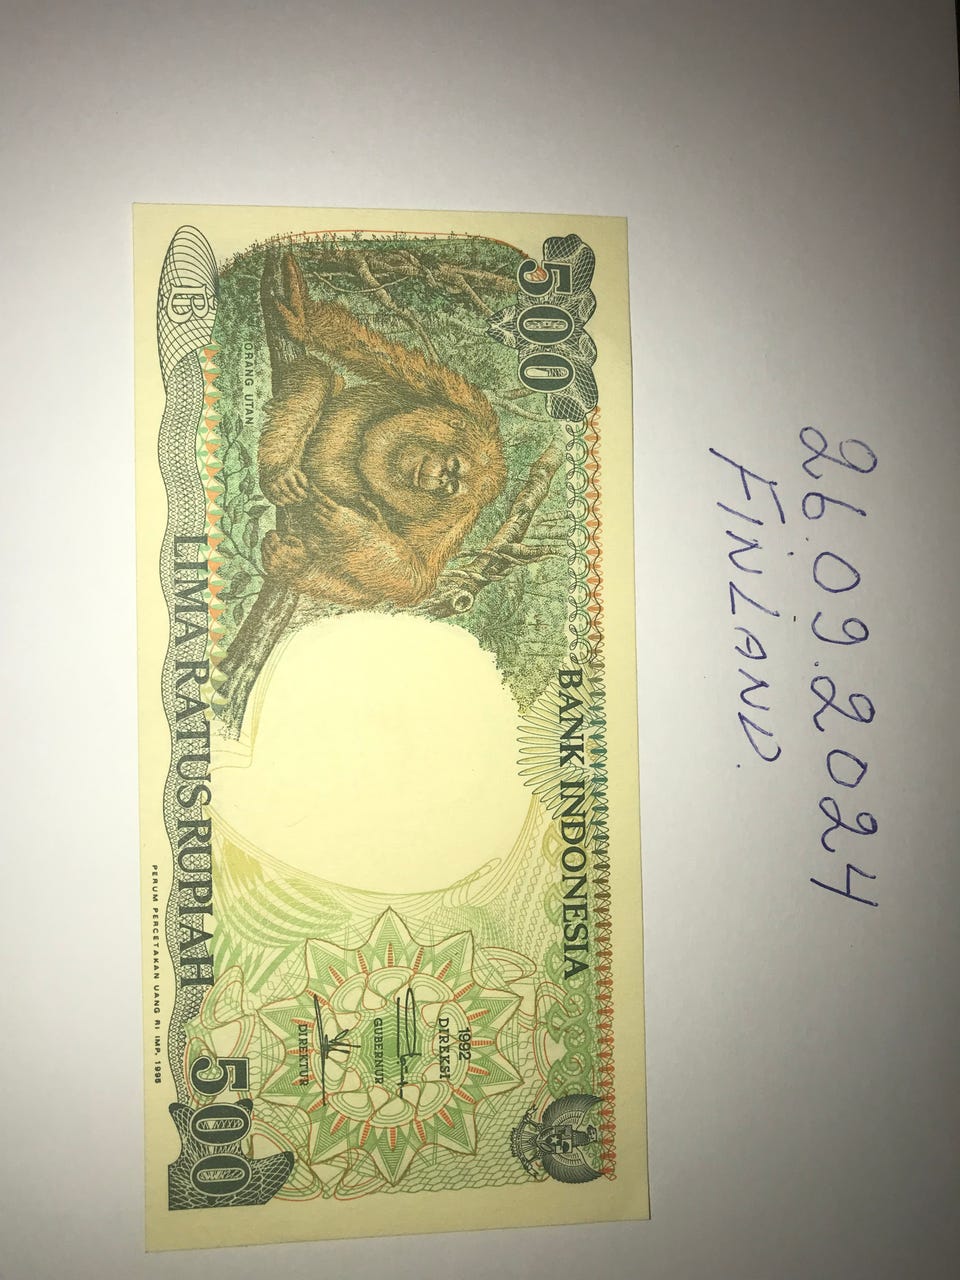 26.09.2024
FINLAND.
500
BANK INDONESIA
1992
DIREKSI
GUBERNUR
DIREKTUR
ORANG UTAN
LIMA RATUS RUPIAH
500
PERUM PERCETAKAN UANG RI IMP. 1995